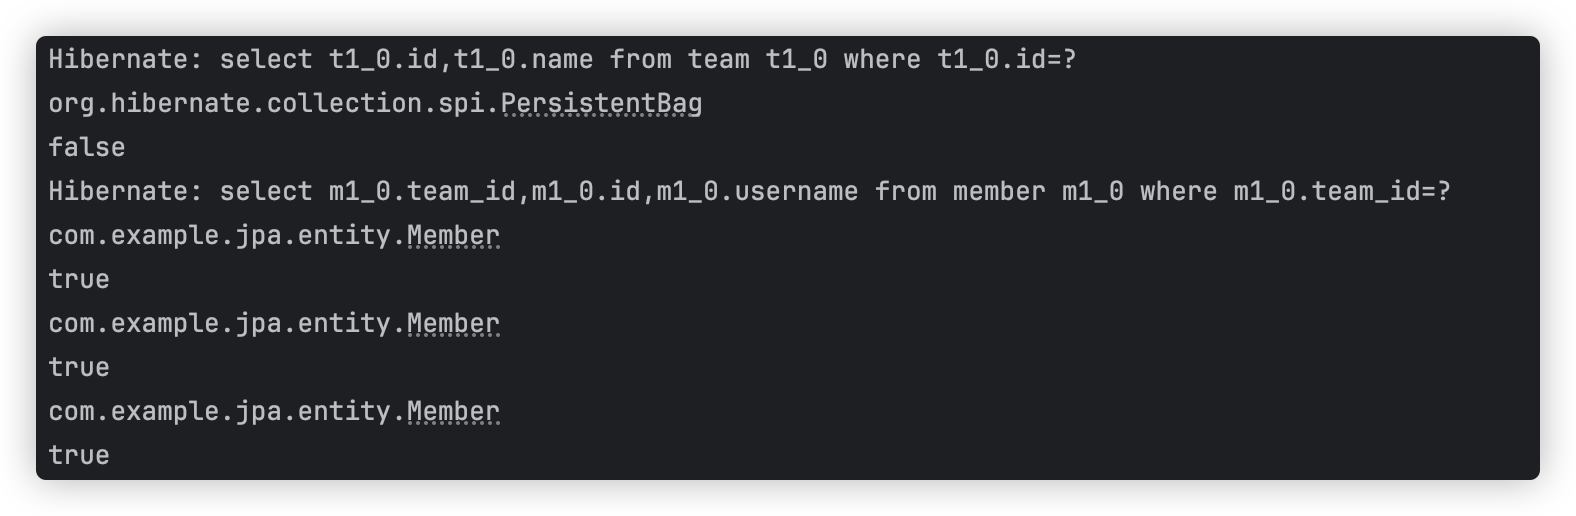 Hibernate: select t1_0.id,t1_0.name from team t1_0 where t1_0.id=?
org.hibernate.collection.spi.PersistentBag
false
Hibernate: select m1_0.team_id,m1_0.id,m1_0.username from member m1_0 where m1_0.team_id=?
com.example.jpa.entity.Member
true
com.example.jpa.entity.Member
true
com.example.jpa.entity.Member
true